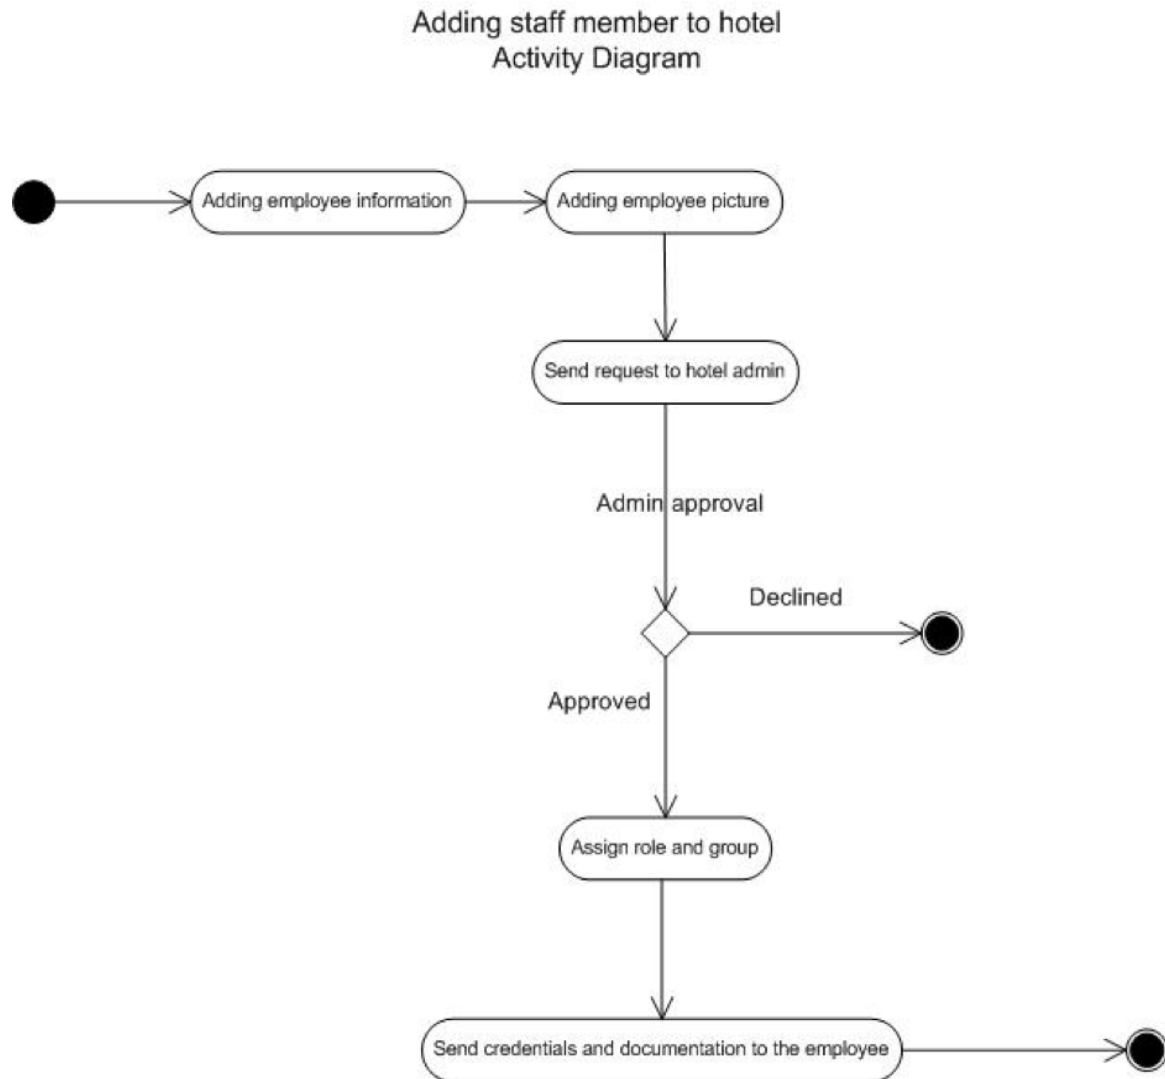 Adding staff member to hotel
Activity Diagram
Adding employee information
Adding employee picture
Send request to hotel admin
Admin approval
Declined
Approved
Assign role and group
Send credentials and documentation to the employee